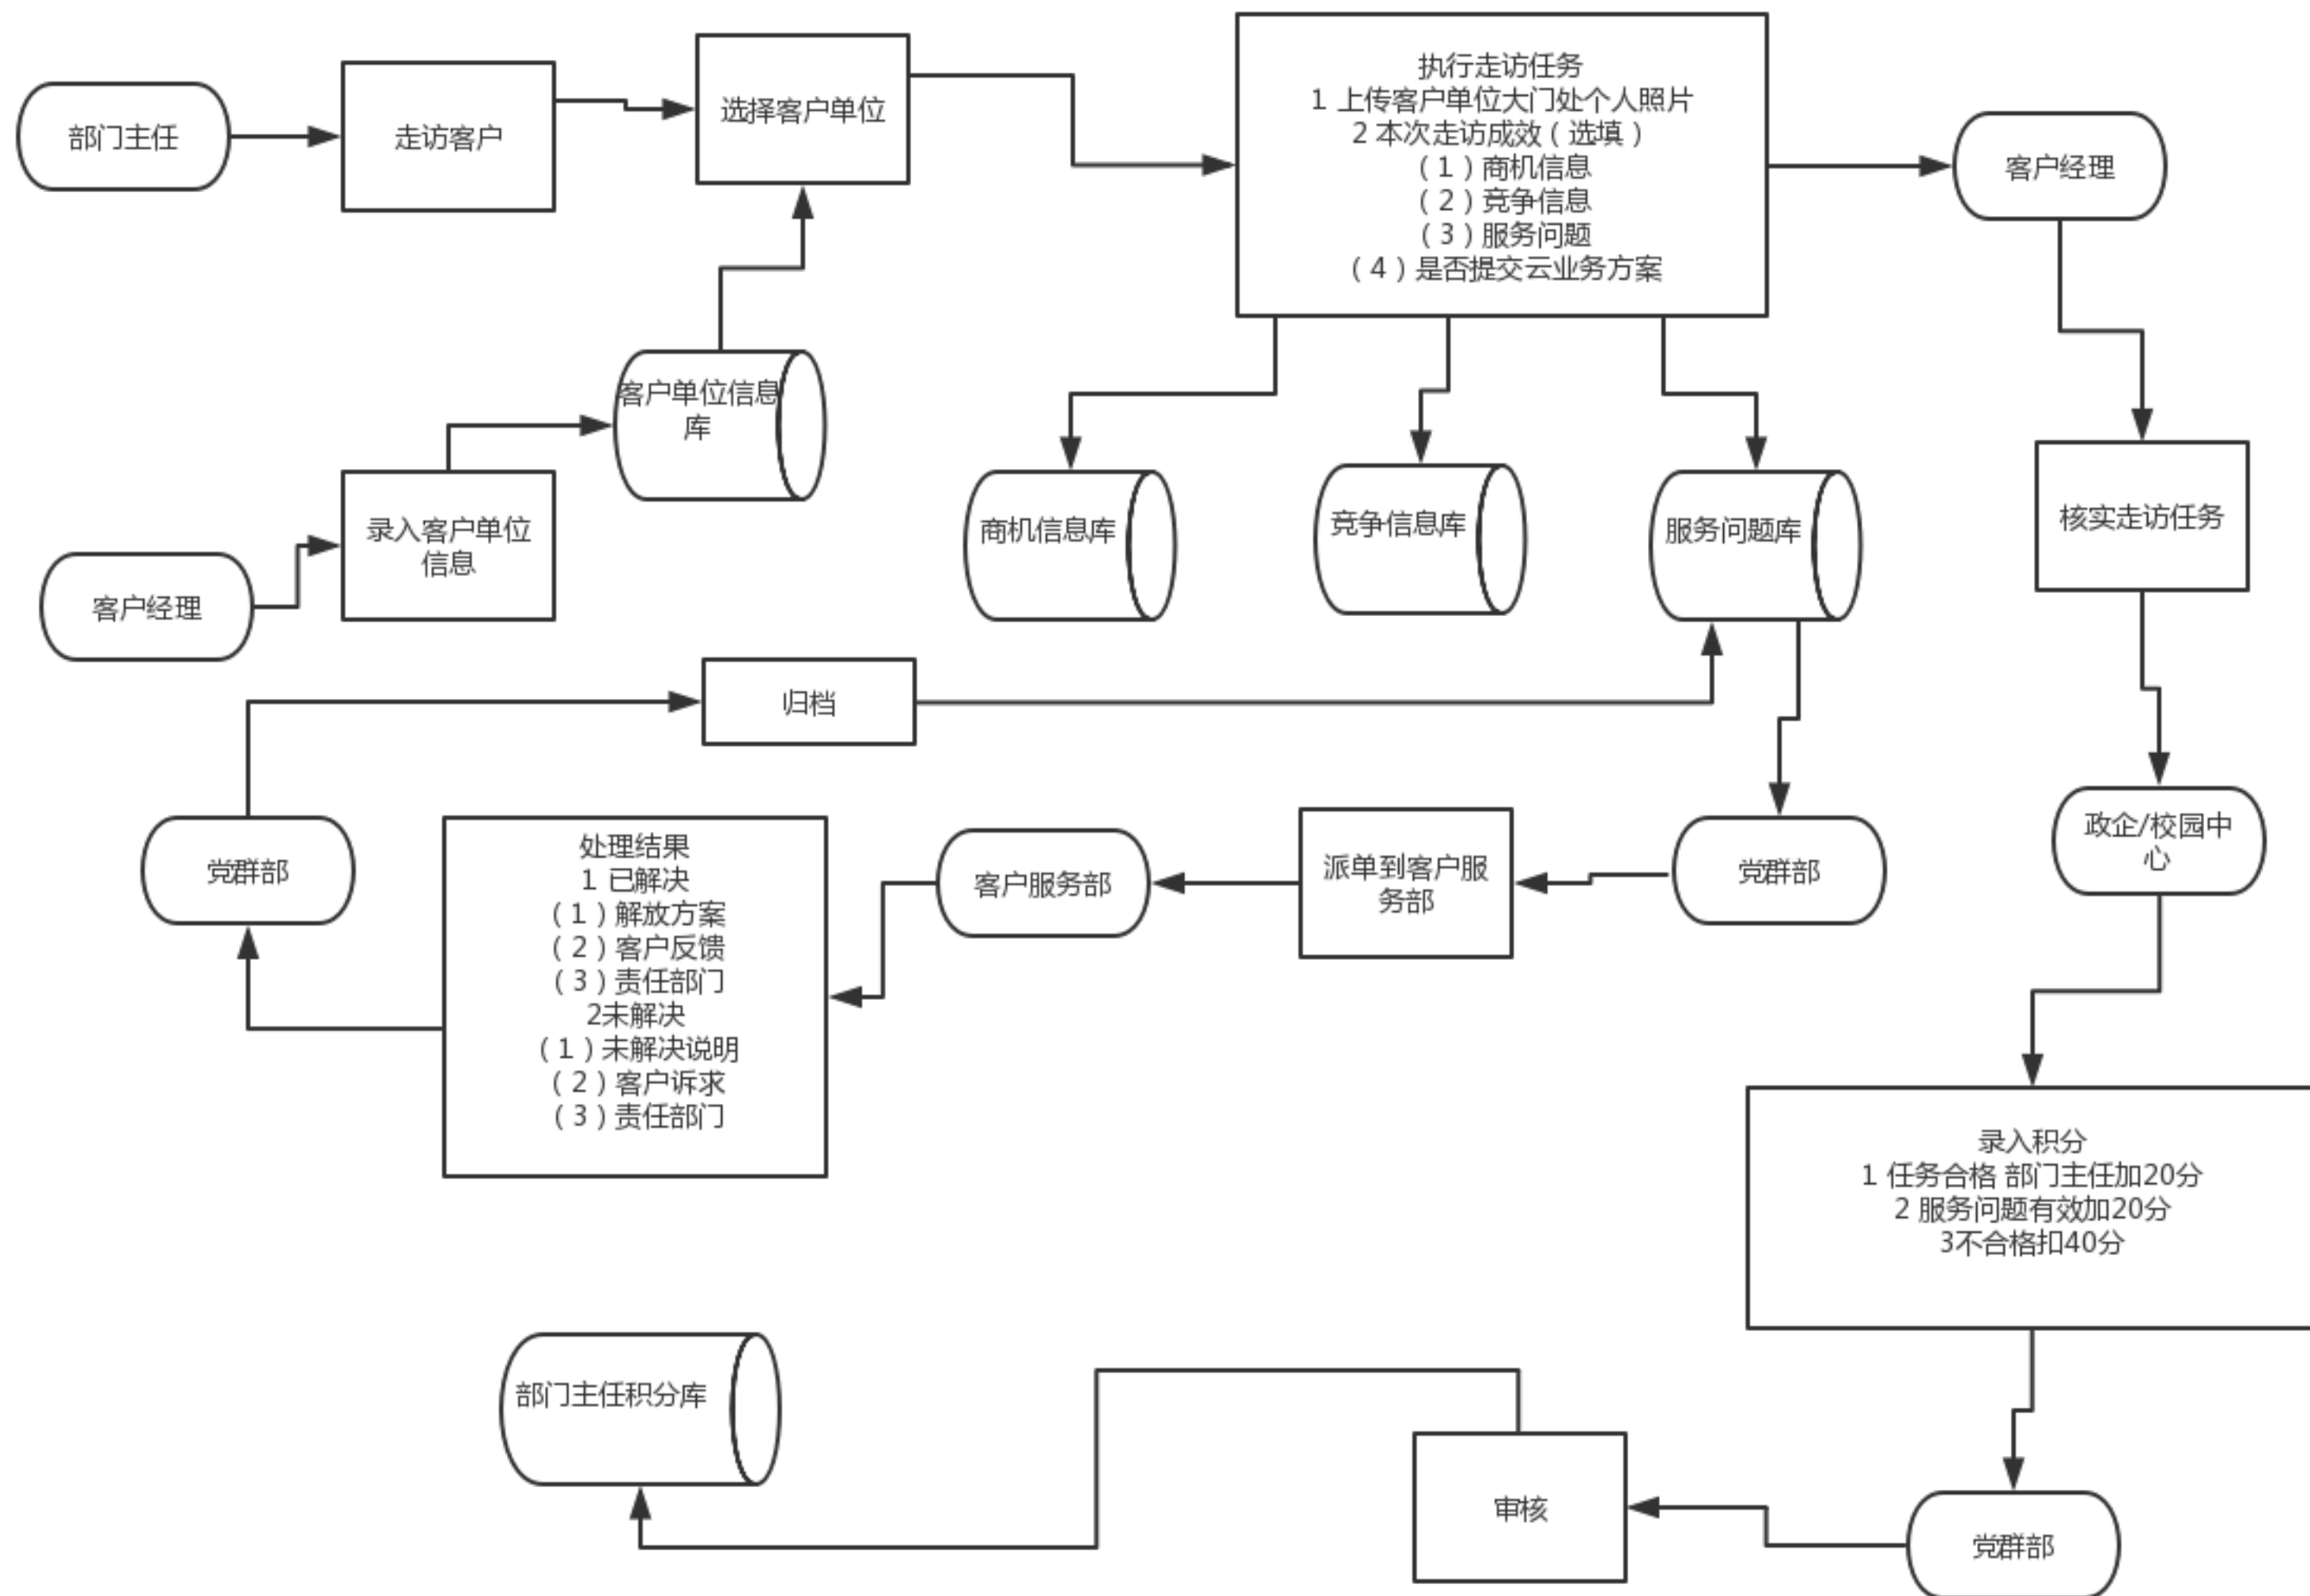 部门主任
走访客户
选择客户单位
执行走访任务
1 上传客户单位大门处个人照片
2 本次走访成效（选填）
（1）商机信息
（2）竞争信息
（3）服务问题
（4）是否提交云业务方案
客户经理
客户单位信息
库
录入客户单位
信息
客户经理
商机信息库
竞争信息库
服务问题库
核实走访任务
归档
党群部
处理结果
1 已解决
（1）解放方案
（2）客户反馈
（3）责任部门
2未解决
（1）未解决说明
（2）客户诉求
（3）责任部门
客户服务部
派单到客户服
务部
党群部
政企/校园中
心
录入积分
1 任务合格 部门主任加20分
2 服务问题有效加20分
3不合格扣40分
部门主任积分库
审核
党群部